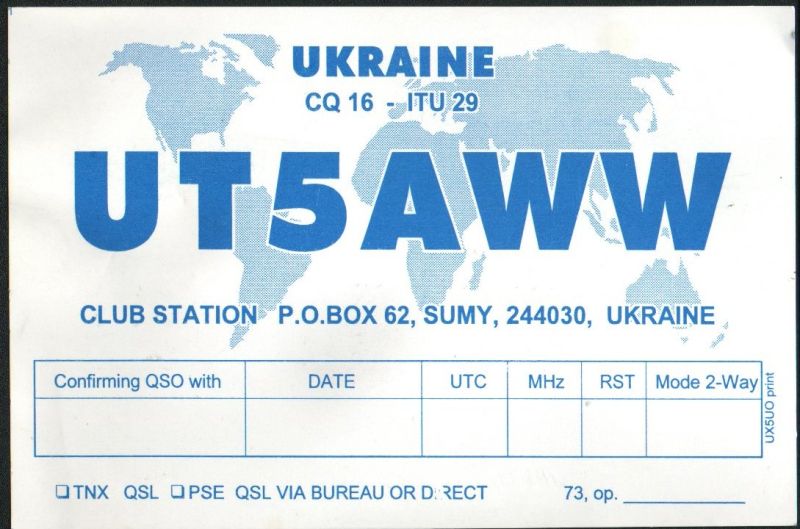 UKRAINE
CQ 16 - ITU 29
UT5AWW
CLUB STATION P.O.BOX 62, SUMY, 244030, UKRAINE
Confirming QSO with DATE UTC MHz RST Mode 2-Way
UX5UO print
☐TNX QSL ☐PSE QSL VIA BUREAU OR DIRECT 73, op. ____________